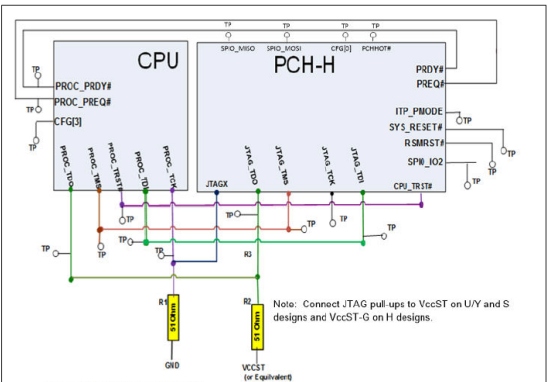 TP TP TP TP
SPIO_MISO SPIO_MOSI CFG[0] PCHHOT#
CPU
PCH-H
TP
PROC_PRDY#
PROC_PREQ#
TP
CFG[3]
TP
PRDY#
PREQ#
ITP_PMODE
TP
SYS_RESET#
TP
RSMRST#
TP
SPI0_IO2
TP
CPU_TRST#
PROC_TDO
PROC_TMS
PROC_TRST#
PROC_TDI
PROC_TCK
JTAGX
JTAG_TDO
JTAG_TMS
JTAG_TCK
JTAG_TDI
TP
TP
TP
TP
TP
TP
TP
TP
R3
R1
51 Ohm
GND
R2
51 Ohm
VCCST
(or Equilvalent)
Note: Connect JTAG pull-ups to VccST on U/Y and S
designs and VccST-G on H designs.